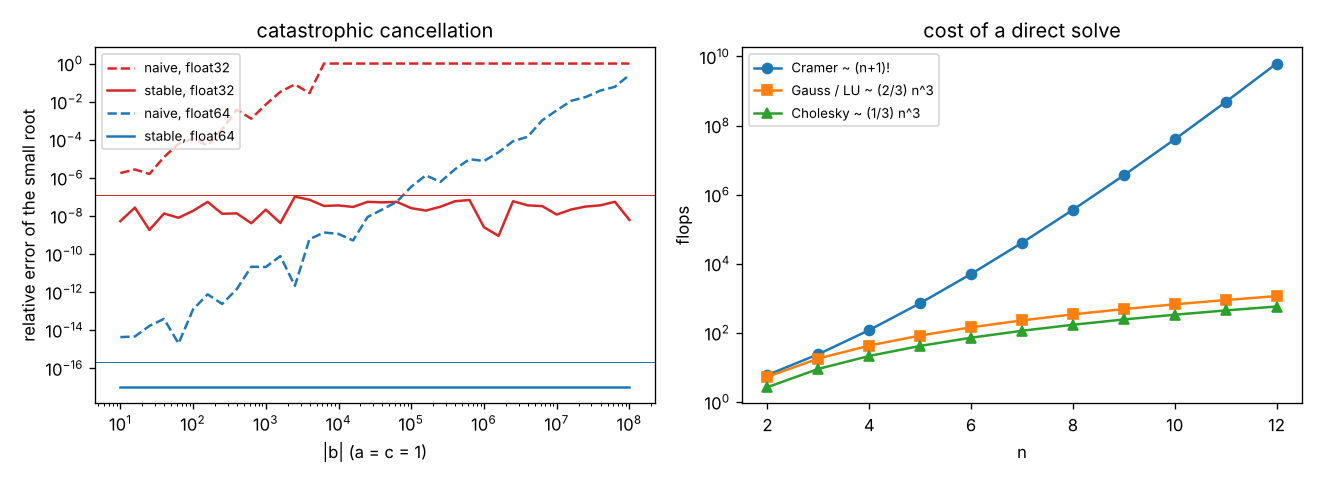 catastrophic cancellation
naive, float32
stable, float32
naive, float64
stable, float64
relative error of the small root
10^0
10^−2
10^−4
10^−6
10^−8
10^−10
10^−12
10^−14
10^−16
10^1 10^2 10^3 10^4 10^5 10^6 10^7 10^8
|b| (a = c = 1)
cost of a direct solve
Cramer ~ (n+1)!
Gauss / LU ~ (2/3) n^3
Cholesky ~ (1/3) n^3
flops
10^10
10^8
10^6
10^4
10^2
10^0
2 4 6 8 10 12
n